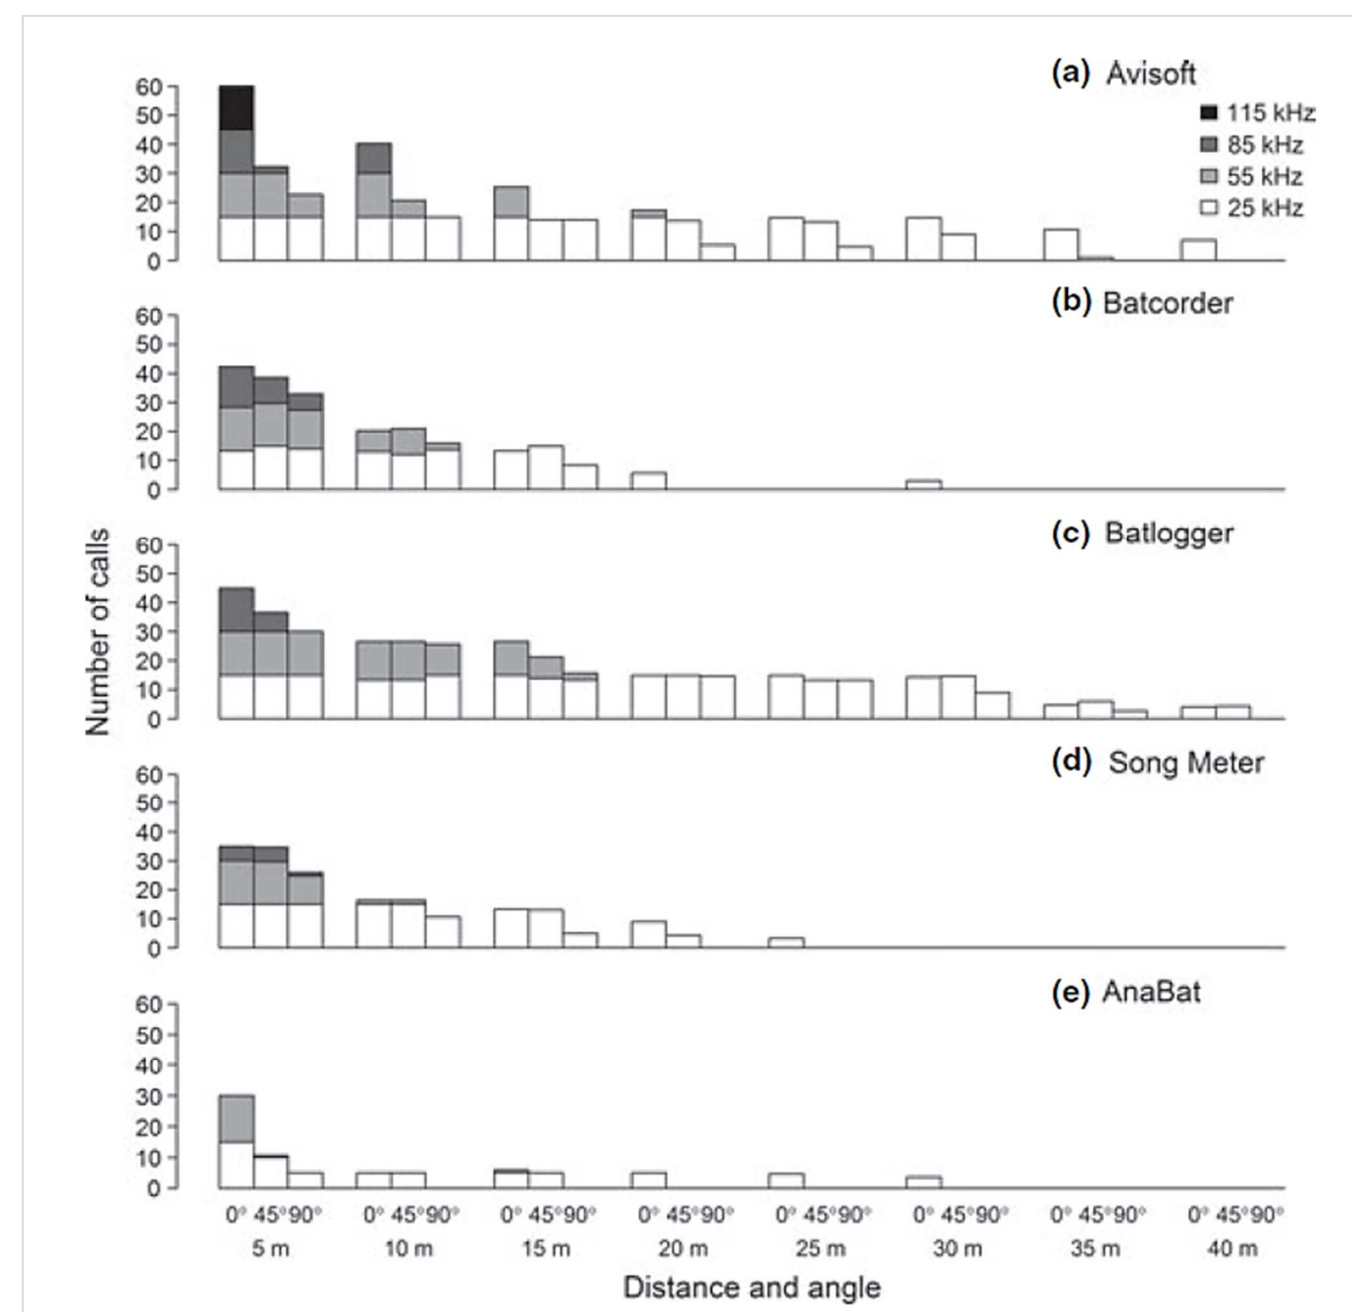 (a) Avisoft
115 kHz
85 kHz
55 kHz
25 kHz
60
50
40
30
20
10
0
(b) Batcorder
60
50
40
30
20
10
0
(c) Batlogger
60
50
40
30
20
10
0
Number of calls
(d) Song Meter
60
50
40
30
20
10
0
(e) AnaBat
60
50
40
30
20
10
0
0° 45°90° 0° 45°90° 0° 45°90° 0° 45°90° 0° 45°90° 0° 45°90° 0° 45°90° 0° 45°90°
5 m 10 m 15 m 20 m 25 m 30 m 35 m 40 m
Distance and angle